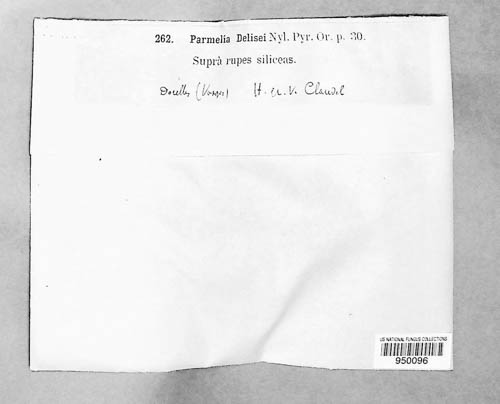 262. Parmelia Delisei Nyl. Pyr. Or. p. 30.
Suprà rupes siliceas.
Docelles (Vosges) H. et V. Claudel
US NATIONAL FUNGUS COLLECTIONS
950096